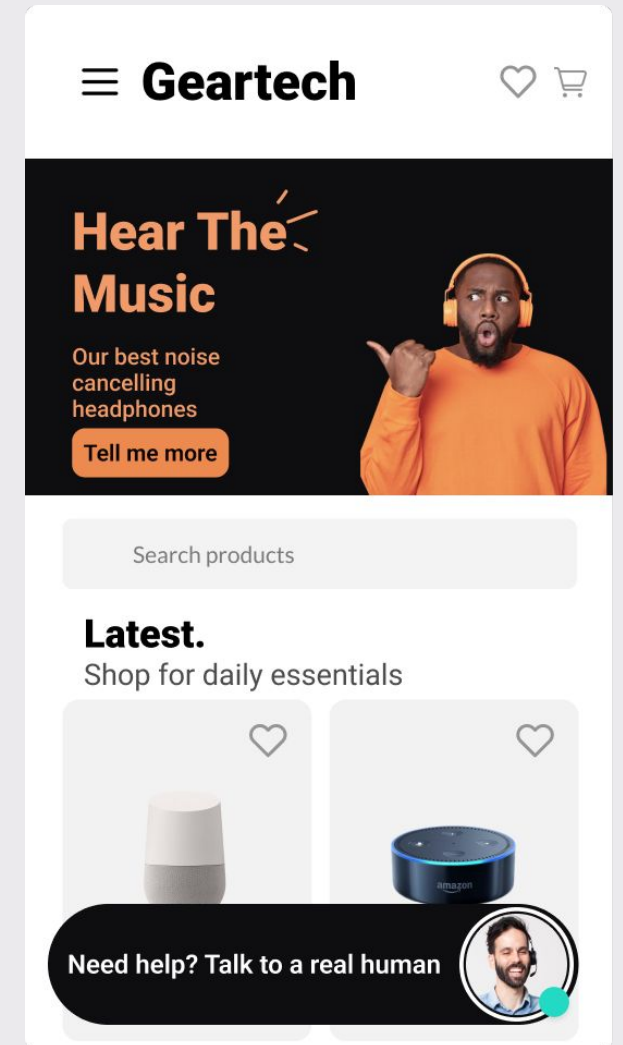 Geartech
Hear The
Music
Our best noise
cancelling
headphones
Tell me more
Search products
Latest.
Shop for daily essentials
amazon
Need help? Talk to a real human